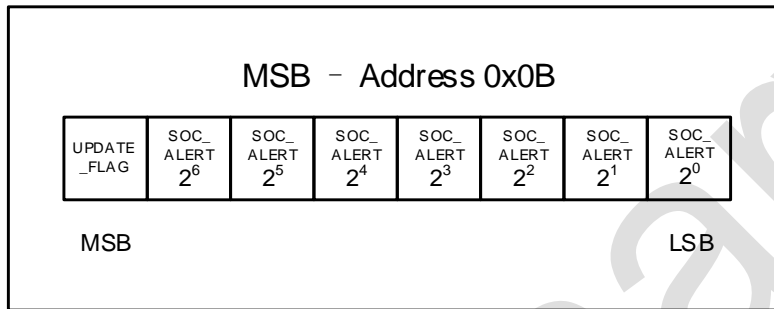 MSB – Address 0x0B
UPDATE
_FLAG
SOC_
ALERT
2⁶
SOC_
ALERT
2⁵
SOC_
ALERT
2⁴
SOC_
ALERT
2³
SOC_
ALERT
2²
SOC_
ALERT
2¹
SOC_
ALERT
2⁰
MSB LSB